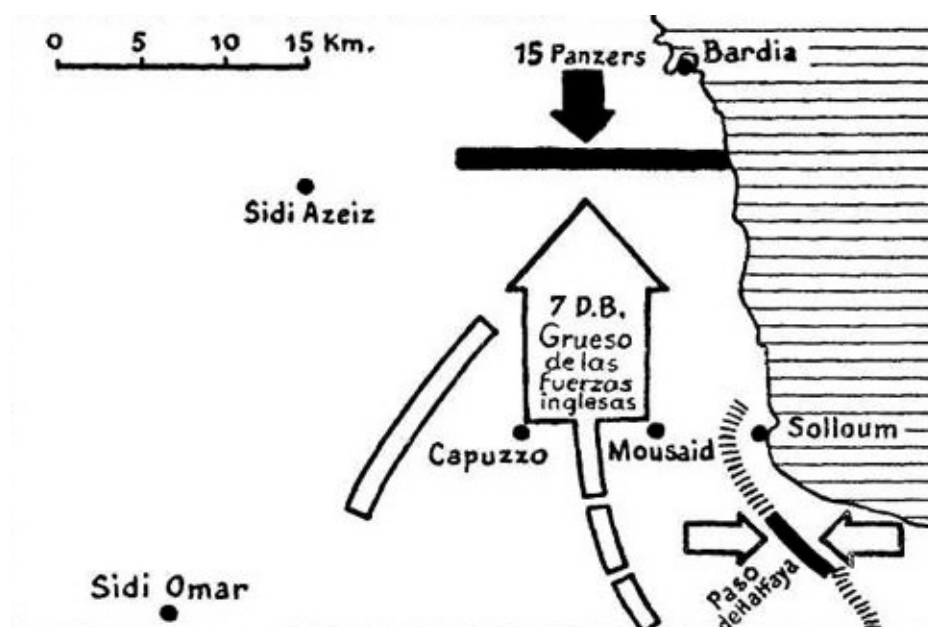 0 5 10 15 Km.
15 Panzers
Bardia
Sidi Azeiz
7 D.B.
Grueso
de las
fuerzas
inglesas
Capuzzo
Mousaid
Solloum
Paso
de Halfaya
Sidi Omar